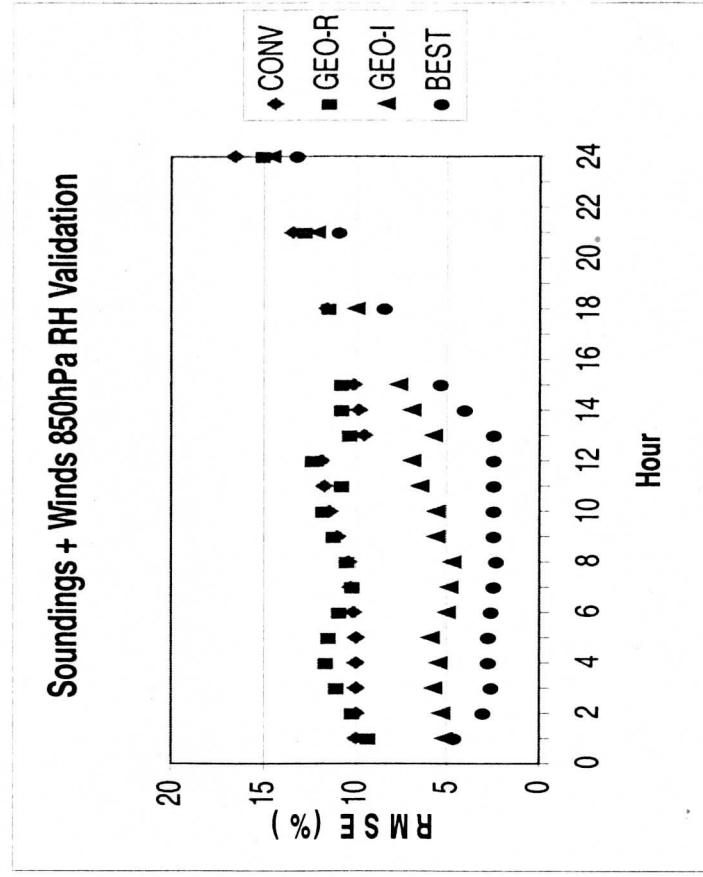 Soundings + Winds 850hPa RH Validation
20
15
10
5
0
RMSE (%)
0
2
4
6
8
10
12
14
16
18
20
22
24
Hour
CONV
GEO-R
GEO-I
BEST